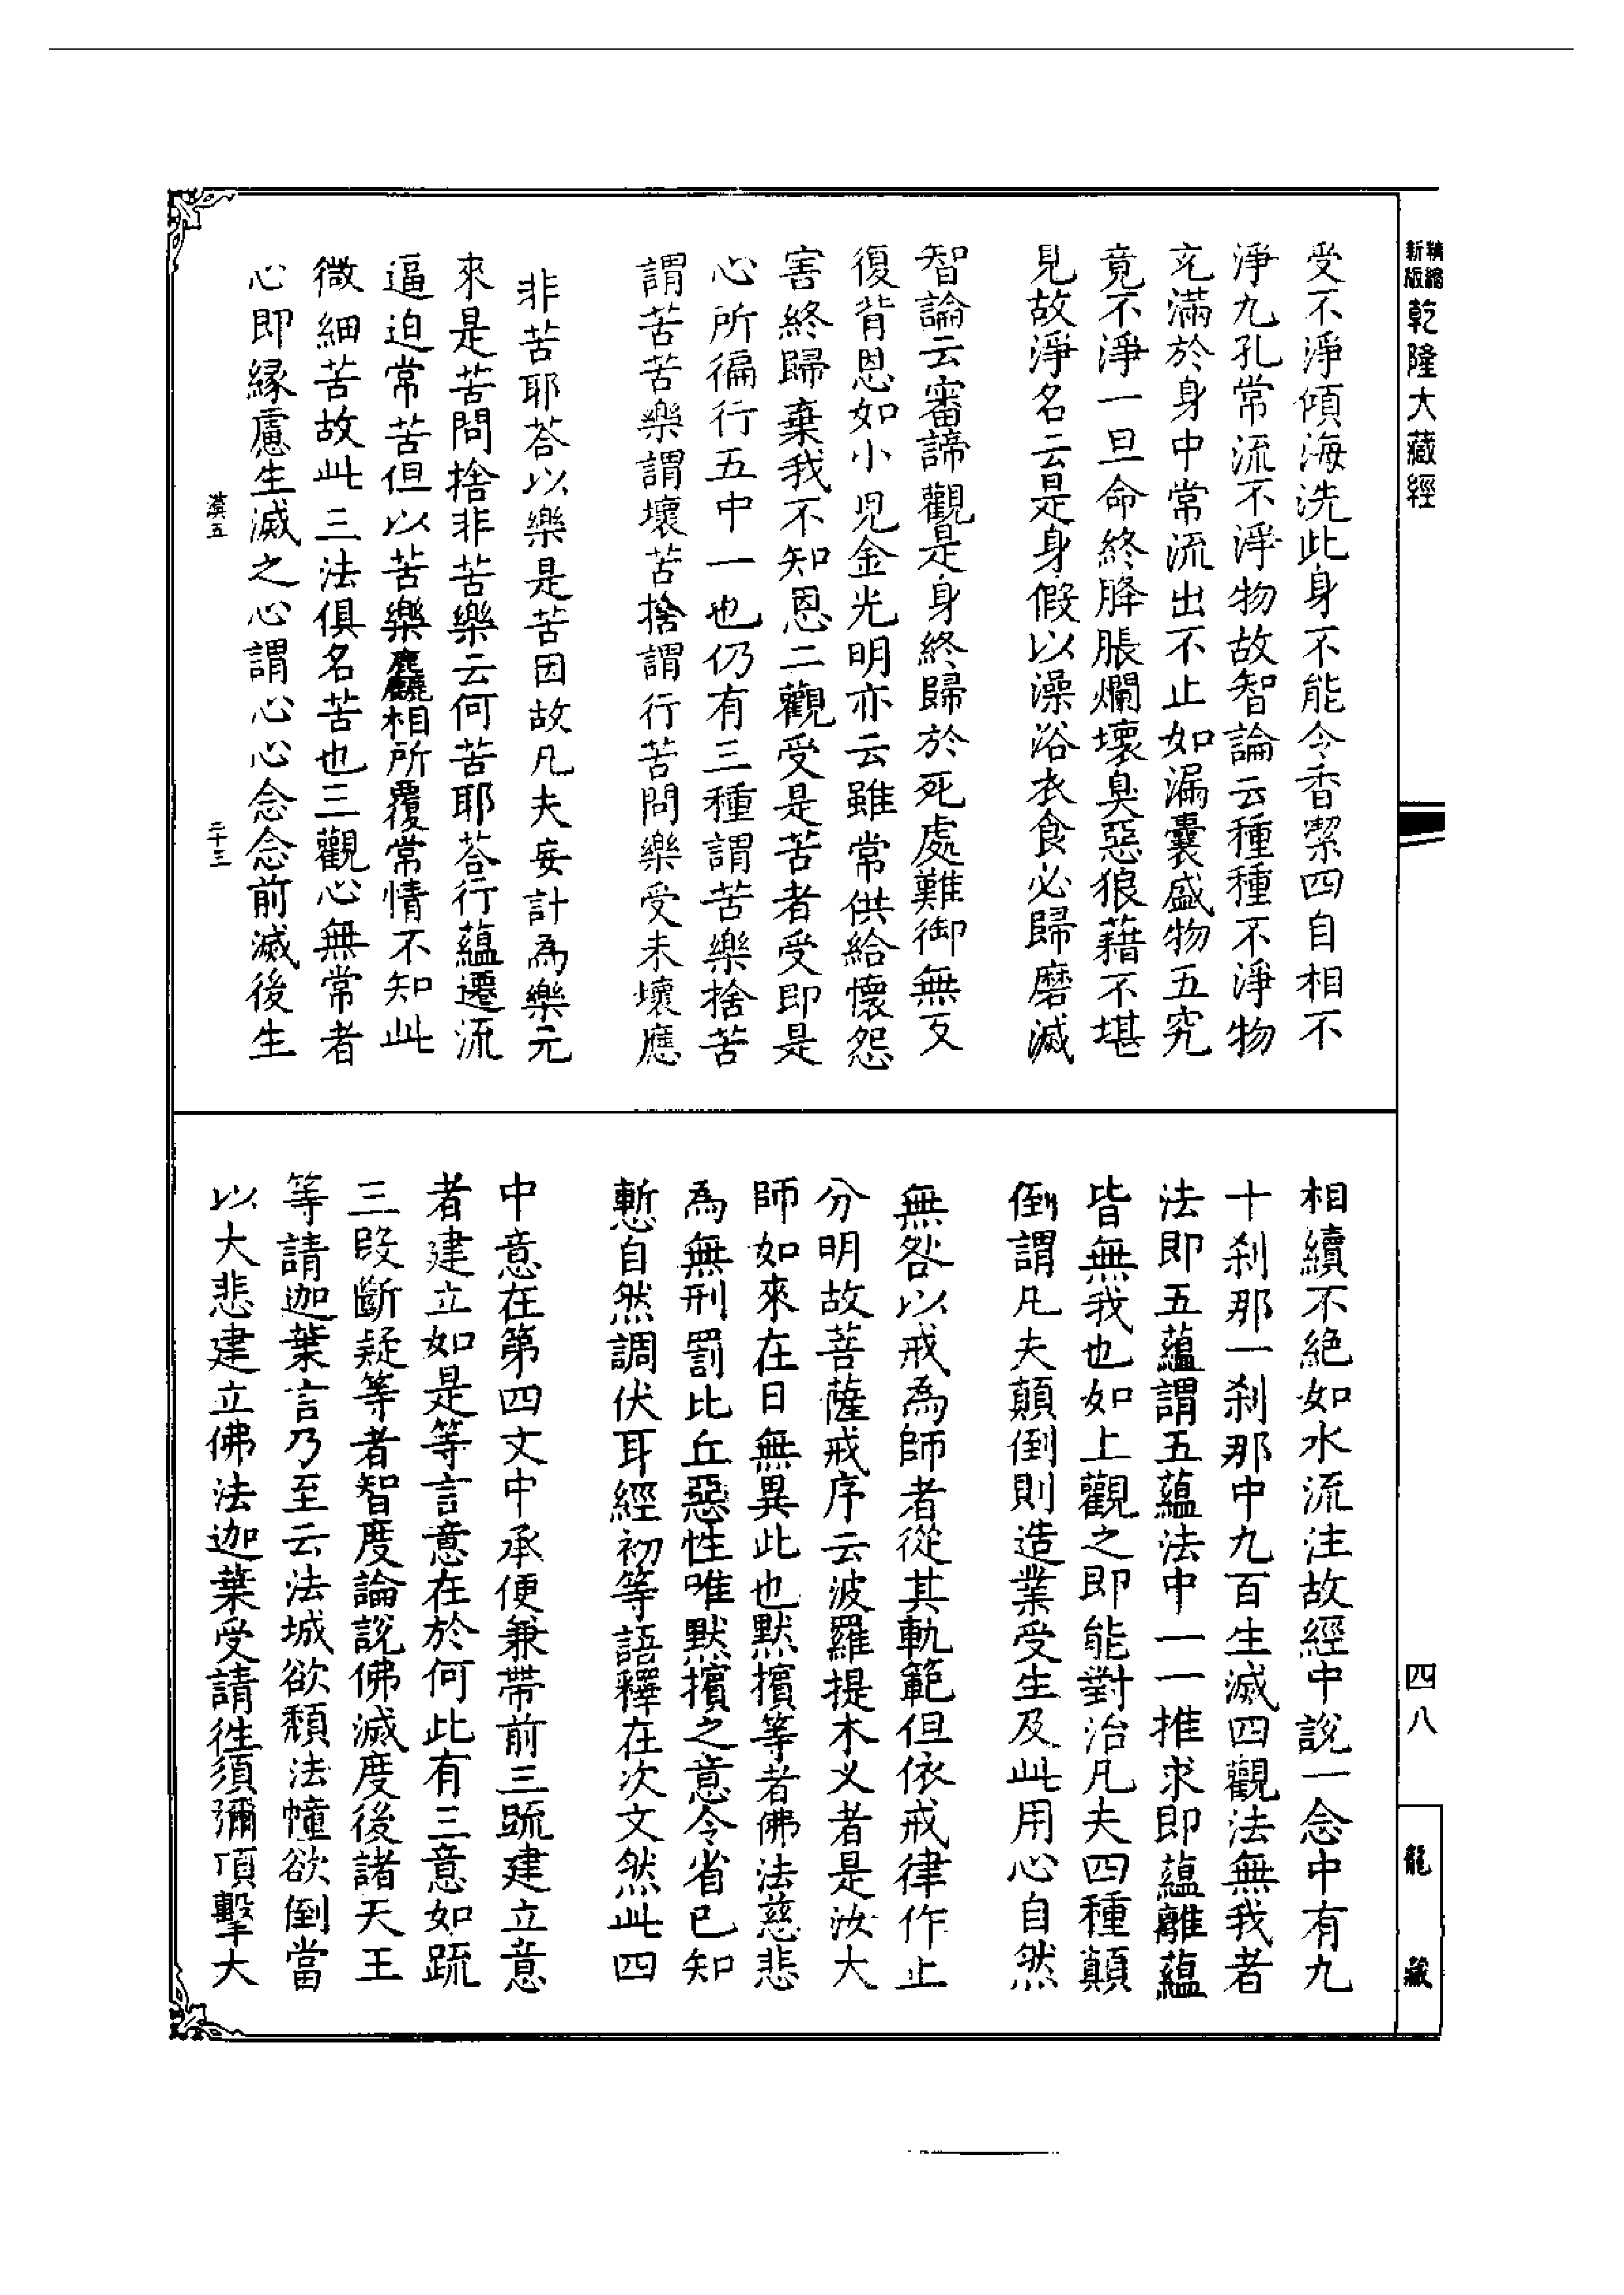 精縮
新版
乾隆大藏經
受不淨傾海洗此身不能令香潔四自相不
淨九孔常流不淨物故智論云種種不淨物
充滿於身中常流出不止如漏囊盛物五究
竟不淨一旦命終膖脹爛壞臭惡狼藉不堪
見故淨名云是身假以澡浴衣食必歸磨滅
智論云審諦觀是身終歸於死處難御無反
復背恩如小兒金光明亦云雖常供給懷怨
害終歸棄我不知恩二觀受是苦者受即是
心所徧行五中一也仍有三種謂苦樂捨苦
謂苦苦樂謂壞苦捨謂行苦問樂受未壞應
非苦耶荅以樂是苦因故凡夫妄計為樂元
來是苦問捨非苦樂云何苦耶荅行蘊遷流
逼迫常苦但以苦樂麤相所覆常情不知此
微細苦故此三法俱名苦也三觀心無常者
心即緣慮生滅之心謂心心念念前滅後生
漠五
二十三
相續不絕如水流注故經中說一念中有九
十剎那一剎那中九百生滅四觀法無我者
法即五蘊謂五蘊法中一一推求即蘊離蘊
皆無我也如上觀之即能對治凡夫四種顛
倒謂凡夫顛倒則造業受生及此用心自然
無咎以戒為師者從其軌範但依戒律作止
分明故菩薩戒序云波羅提木叉者是汝大
師如來在日無異此也默擯等者佛法慈悲
為無刑罰比丘惡性唯默擯之意令省己知
慙自然調伏耳經初等語釋在次文然此四
中意在第四文中承便兼帶前三䟽建立意
者建立如是等言意在於何此有三意如䟽
三段斷疑等者智度論說佛滅度後諸天王
等請迦葉言乃至云法城欲頹法幢欲倒當
以大悲建立佛法迦葉受請徃須彌頂擊大
四八
龍藏